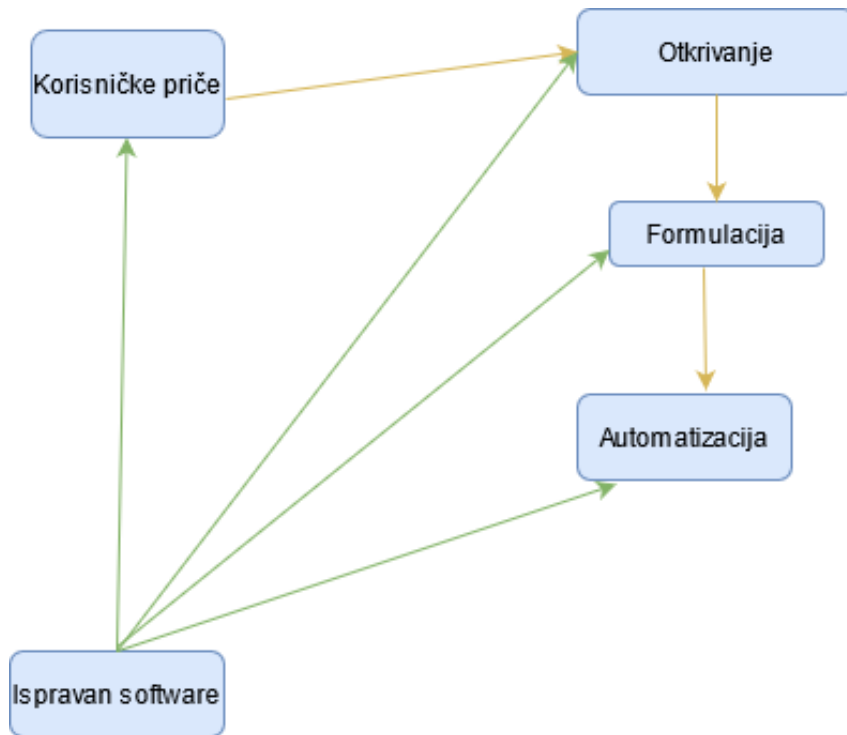 Korisničke priče
Otkrivanje
Formulacija
Automatizacija
Ispravan software